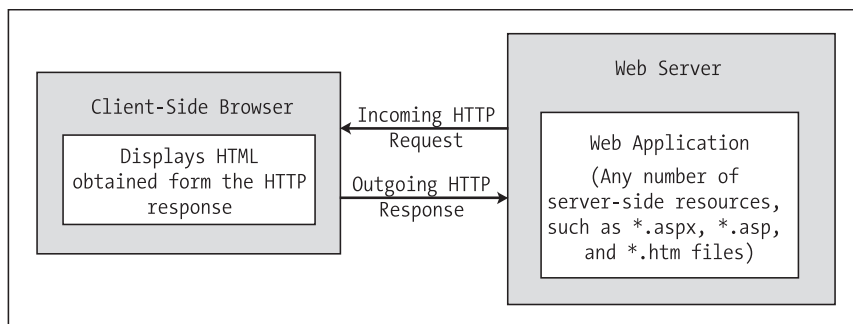 Client-Side Browser
Displays HTML
obtained form the HTTP
response
Incoming HTTP
Request
Outgoing HTTP
Response
Web Server
Web Application
(Any number of
server-side resources,
such as *.aspx, *.asp,
and *.htm files)